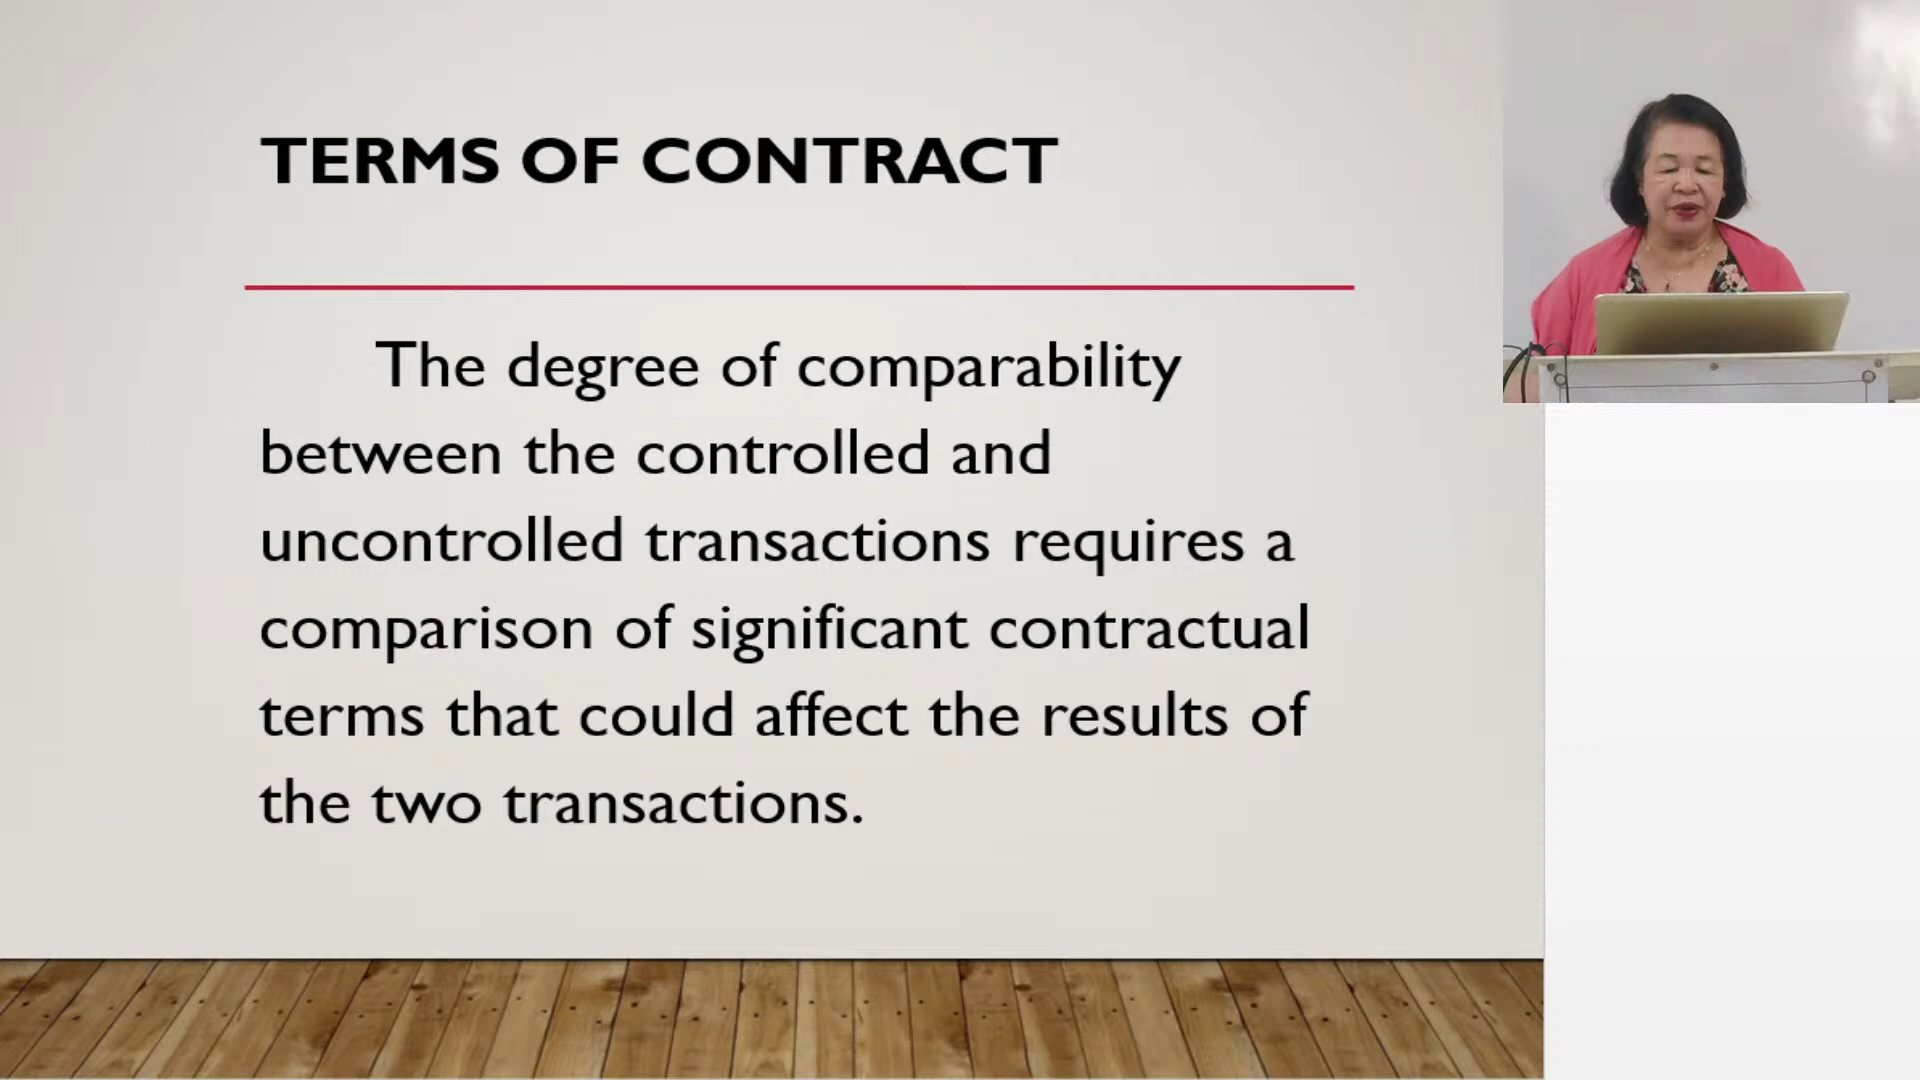 TERMS OF CONTRACT
The degree of comparability
between the controlled and
uncontrolled transactions requires a
comparison of significant contractual
terms that could affect the results of
the two transactions.